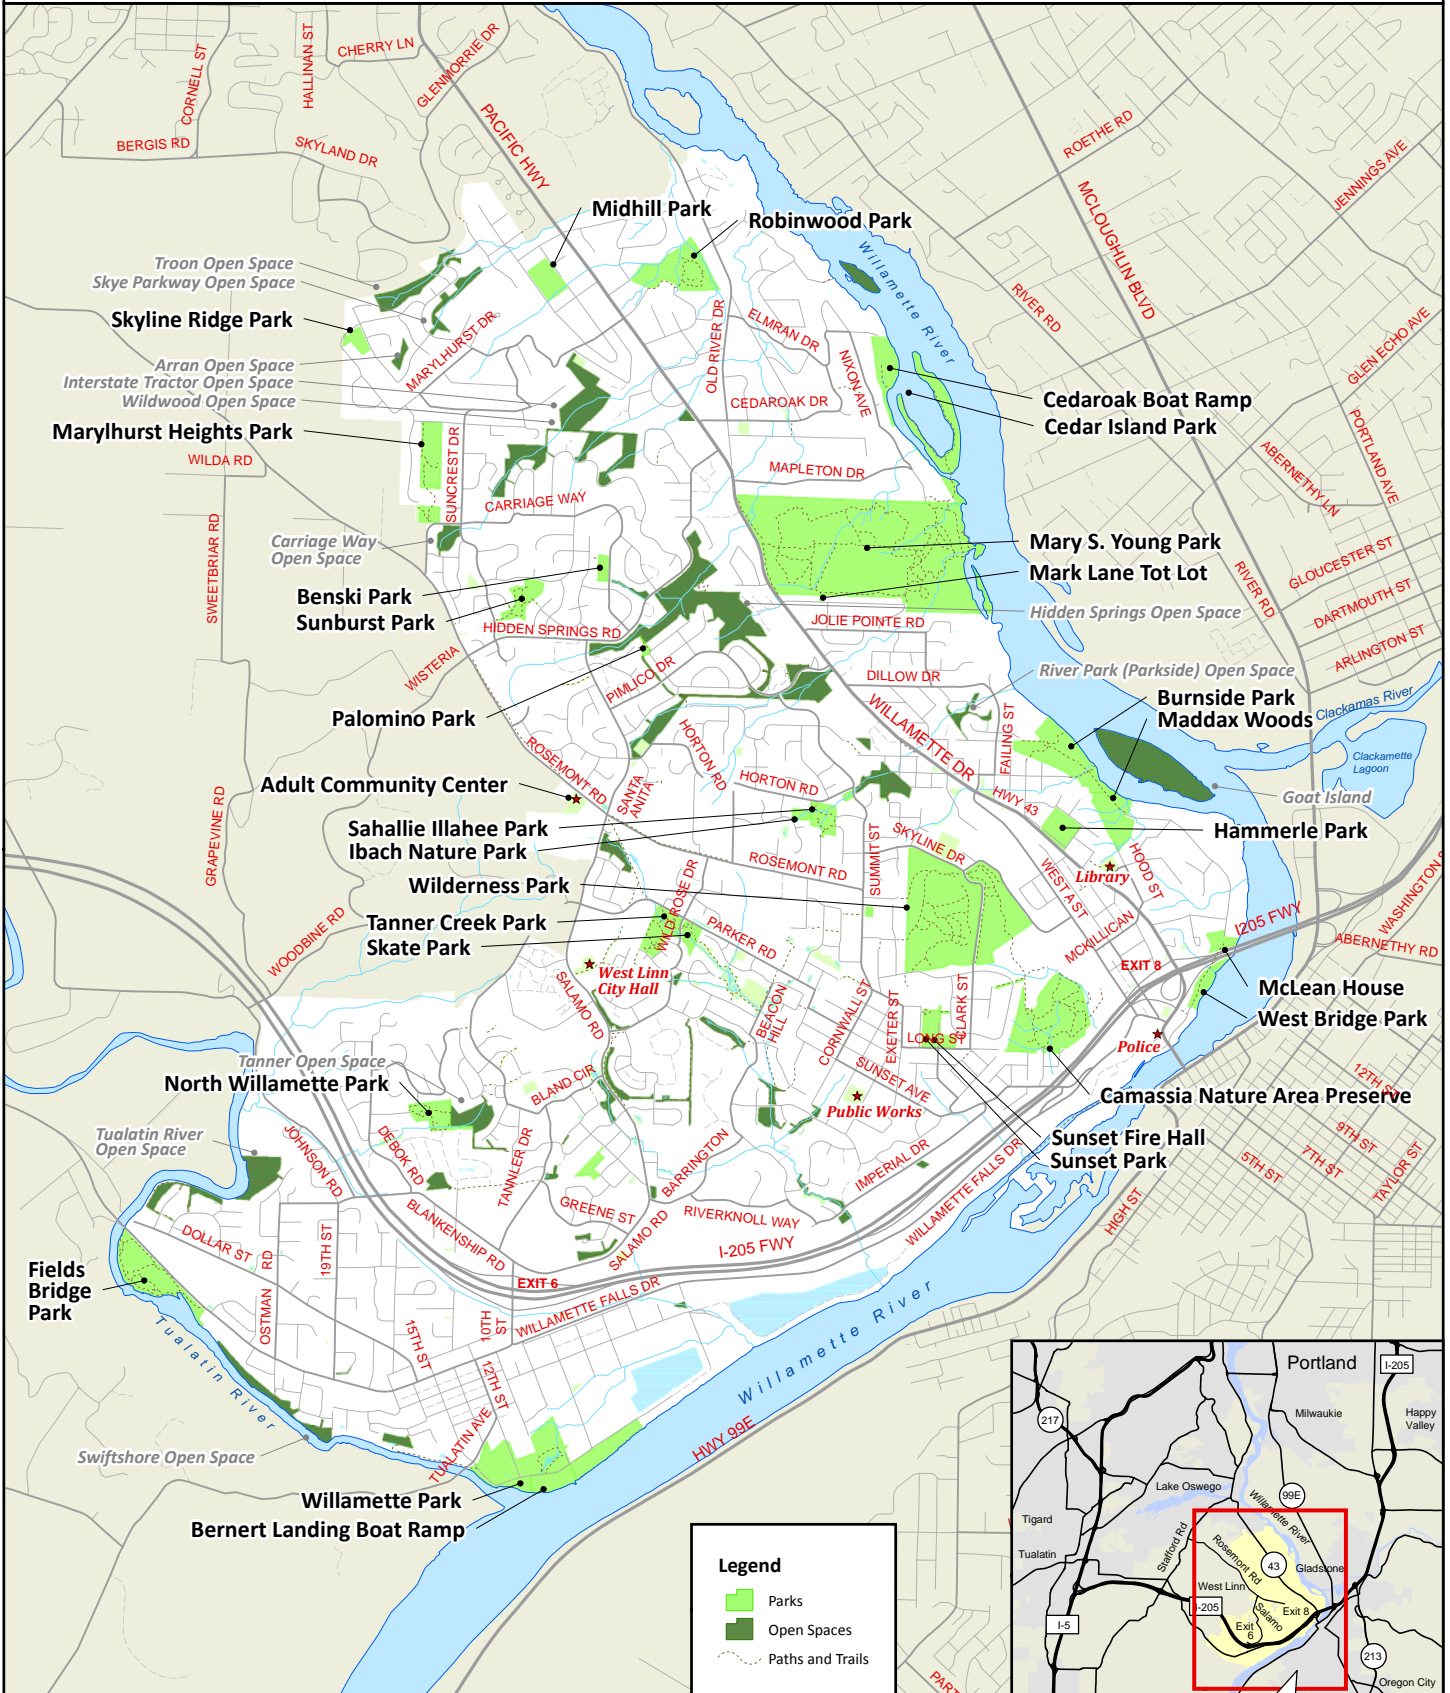 CORNELL ST
HALLINAN ST
CHERRY LN
GLENMORRIE DR
BERGIS RD
SKYLAND DR
PACIFIC HWY
ROETHE RD
JENNINGS AVE
MCLOUGHLIN BLVD
Midhill Park
Robinwood Park
Willamette River
Troon Open Space
Skye Parkway Open Space
Skyline Ridge Park
MARYLHURST DR
OLD RIVER DR
ELMRAN DR
NIXON AVE
RIVER RD
GLEN ECHO AVE
Arran Open Space
Interstate Tractor Open Space
Wildwood Open Space
CEDAROAK DR
Cedaroak Boat Ramp
Cedar Island Park
Marylhurst Heights Park
WILDA RD
SUNCREST DR
CARRIAGE WAY
MAPLETON DR
ABERNETHY LN
PORTLAND AVE
SWEETBRIAR RD
Carriage Way
Open Space
Mary S. Young Park
Mark Lane Tot Lot
Hidden Springs Open Space
RIVER RD
GLOUCESTER ST
DARTMOUTH ST
ARLINGTON ST
Benski Park
Sunburst Park
HIDDEN SPRINGS RD
JOLIE POINTE RD
WISTERIA
PIMLICO DR
DILLOW DR
River Park (Parkside) Open Space
Burnside Park
Maddax Woods
Clackamas River
Palomino Park
HORTON RD
WILLAMETTE DR
FAILING ST
Clackamette
Lagoon
ROSEMONT RD
SANTA
ANITA
HORTON RD
HWY 43
Goat Island
Adult Community Center
GRAPEVINE RD
Sahallie Illahee Park
Ibach Nature Park
SUMMIT ST
SKYLINE DR
Hammerle Park
ROSEMONT RD
WEST A ST
Library
HOOD ST
Wilderness Park
WILD ROSE DR
Tanner Creek Park
Skate Park
PARKER RD
MCKILLICAN
I205 FWY
ABERNETHY RD
WOODBINE RD
West Linn
City Hall
EXIT 8
SALAMO RD
BEACON
HILL
CORNWALL ST
EXETER ST
CLARK ST
McLean House
West Bridge Park
LONG ST
Police
Tanner Open Space
North Willamette Park
BLAND CIR
SUNSET AVE
Public Works
Camassia Nature Area Preserve
12TH ST
9TH ST
7TH ST
5TH ST
TAYLOR ST
Tualatin River
Open Space
JOHNSON RD
DEBOK RD
TANNLER DR
BARRINGTON
IMPERIAL DR
Sunset Fire Hall
Sunset Park
WILLAMETTE FALLS DR
HIGH ST
DOLLAR ST
OSTMAN RD
19TH ST
BLANKENSHIP RD
GREENE ST
SALAMO RD
RIVERKNOLL WAY
I-205 FWY
EXIT 6
WILLAMETTE FALLS DR
Fields
Bridge
Park
Tualatin River
15TH ST
10TH
ST
12TH ST
TUALATIN AVE
Willamette River
HWY 99E
Swiftshore Open Space
Willamette Park
Bernert Landing Boat Ramp
Legend
Parks
Open Spaces
Paths and Trails
Portland
I-205
217
Milwaukie
Happy
Valley
Lake Oswego
99E
Willamette River
Tigard
Tualatin
Stafford Rd
Rosemont Rd
43
Gladstone
West Linn
Salamo
Exit 8
Exit
6
I-5
213
Oregon City